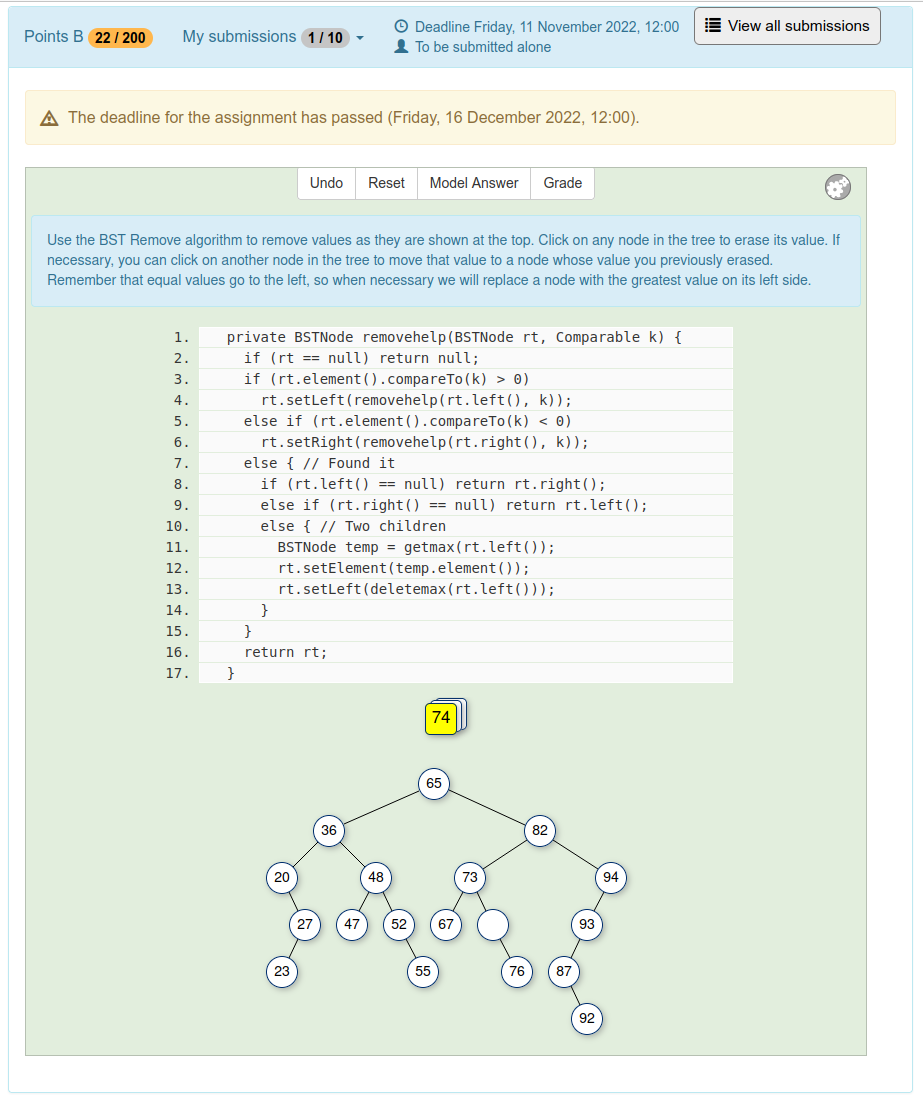 Points B 22 / 200 My submissions 1 / 10 Deadline Friday, 11 November 2022, 12:00 View all submissions
To be submitted alone
The deadline for the assignment has passed (Friday, 16 December 2022, 12:00).
Undo Reset Model Answer Grade
Use the BST Remove algorithm to remove values as they are shown at the top. Click on any node in the tree to erase its value. If
necessary, you can click on another node in the tree to move that value to a node whose value you previously erased.
Remember that equal values go to the left, so when necessary we will replace a node with the greatest value on its left side.
1. private BSTNode removehelp(BSTNode rt, Comparable k) {
2. if (rt == null) return null;
3. if (rt.element().compareTo(k) > 0)
4. rt.setLeft(removehelp(rt.left(), k));
5. else if (rt.element().compareTo(k) < 0)
6. rt.setRight(removehelp(rt.right(), k));
7. else { // Found it
8. if (rt.left() == null) return rt.right();
9. else if (rt.right() == null) return rt.left();
10. else { // Two children
11. BSTNode temp = getmax(rt.left());
12. rt.setElement(temp.element());
13. rt.setLeft(deletemax(rt.left()));
14. }
15. }
16. return rt;
17. }
74
65
36 82
20 48 73 94
27 47 52 67 93
23 55 76 87
92